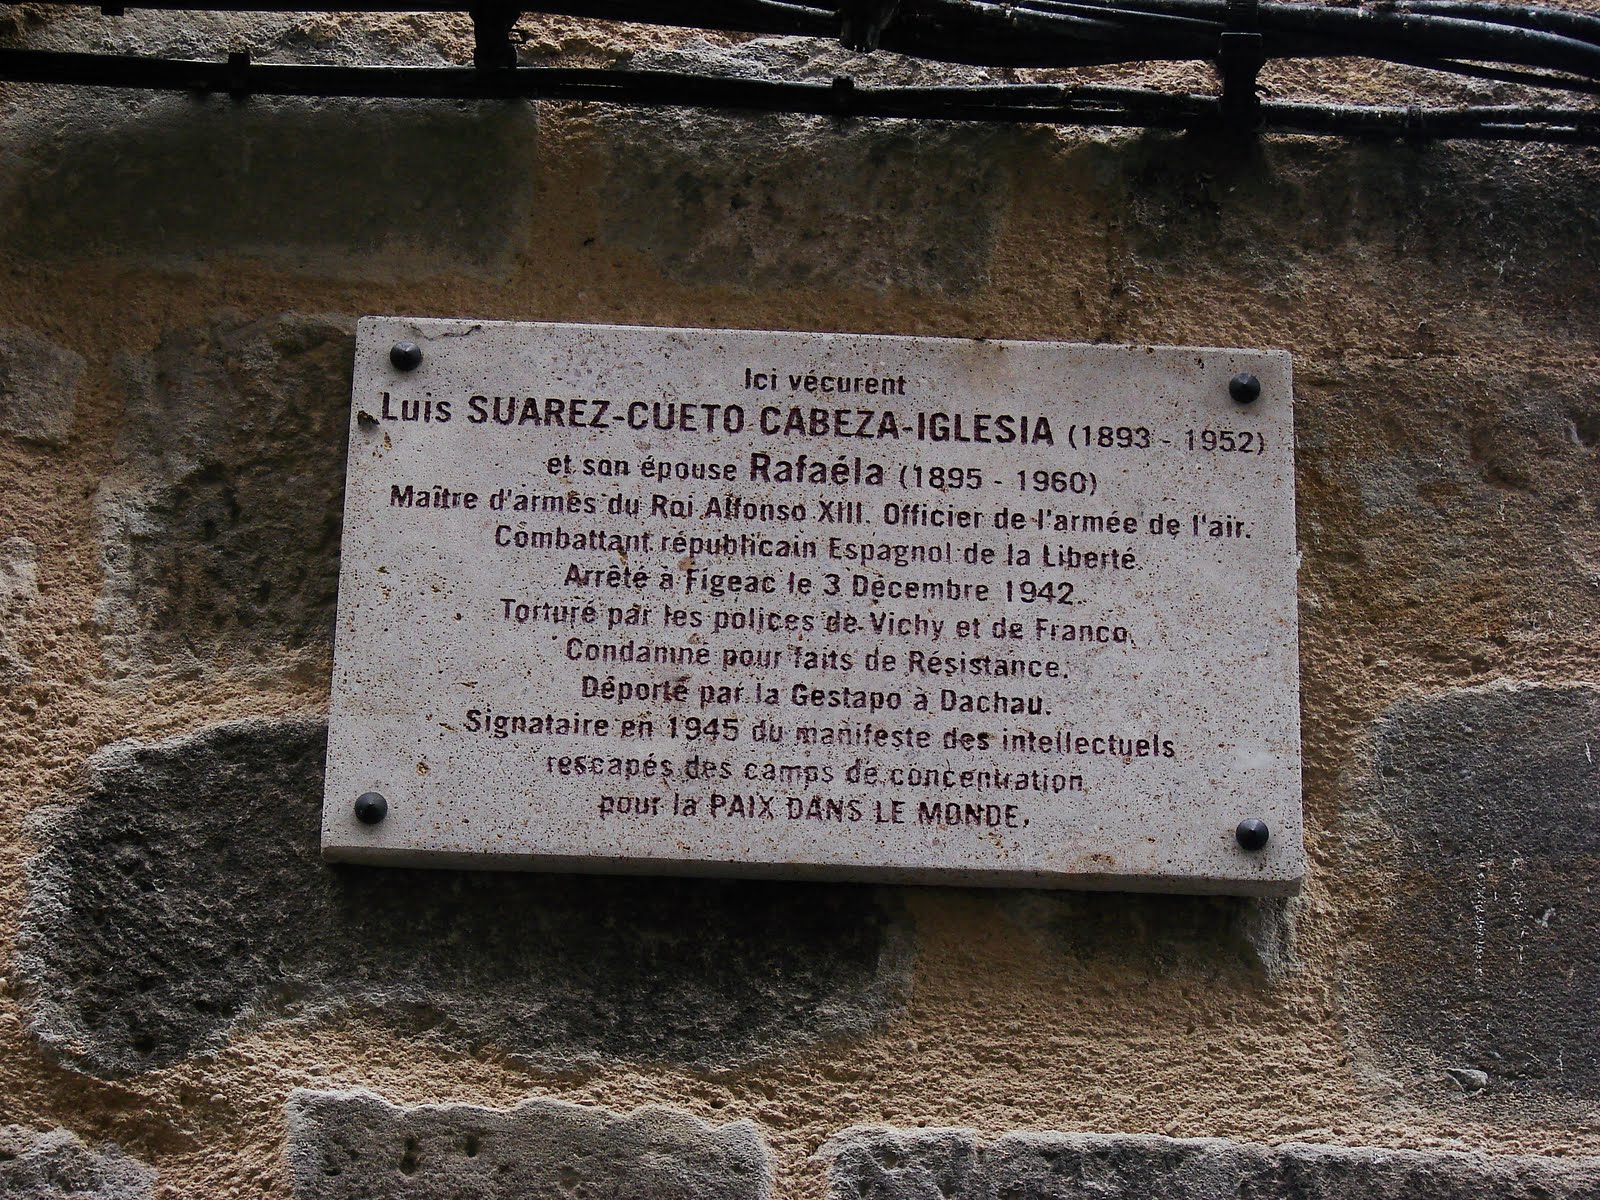 Ici vécurent
Luis SUAREZ-CUETO CABEZA-IGLESIA (1893 - 1952)
et son épouse Rafaéla (1895 - 1960)
Maître d'armes du Roi Alfonso XIII. Officier de l'armée de l'air.
Combattant républicain Espagnol de la Liberté.
Arrêté à Figeac le 3 Décembre 1942.
Torturé par les polices de Vichy et de Franco.
Condamné pour faits de Résistance.
Déporté par la Gestapo à Dachau.
Signataire en 1945 du manifeste des intellectuels
rescapés des camps de concentration
pour la PAIX DANS LE MONDE.